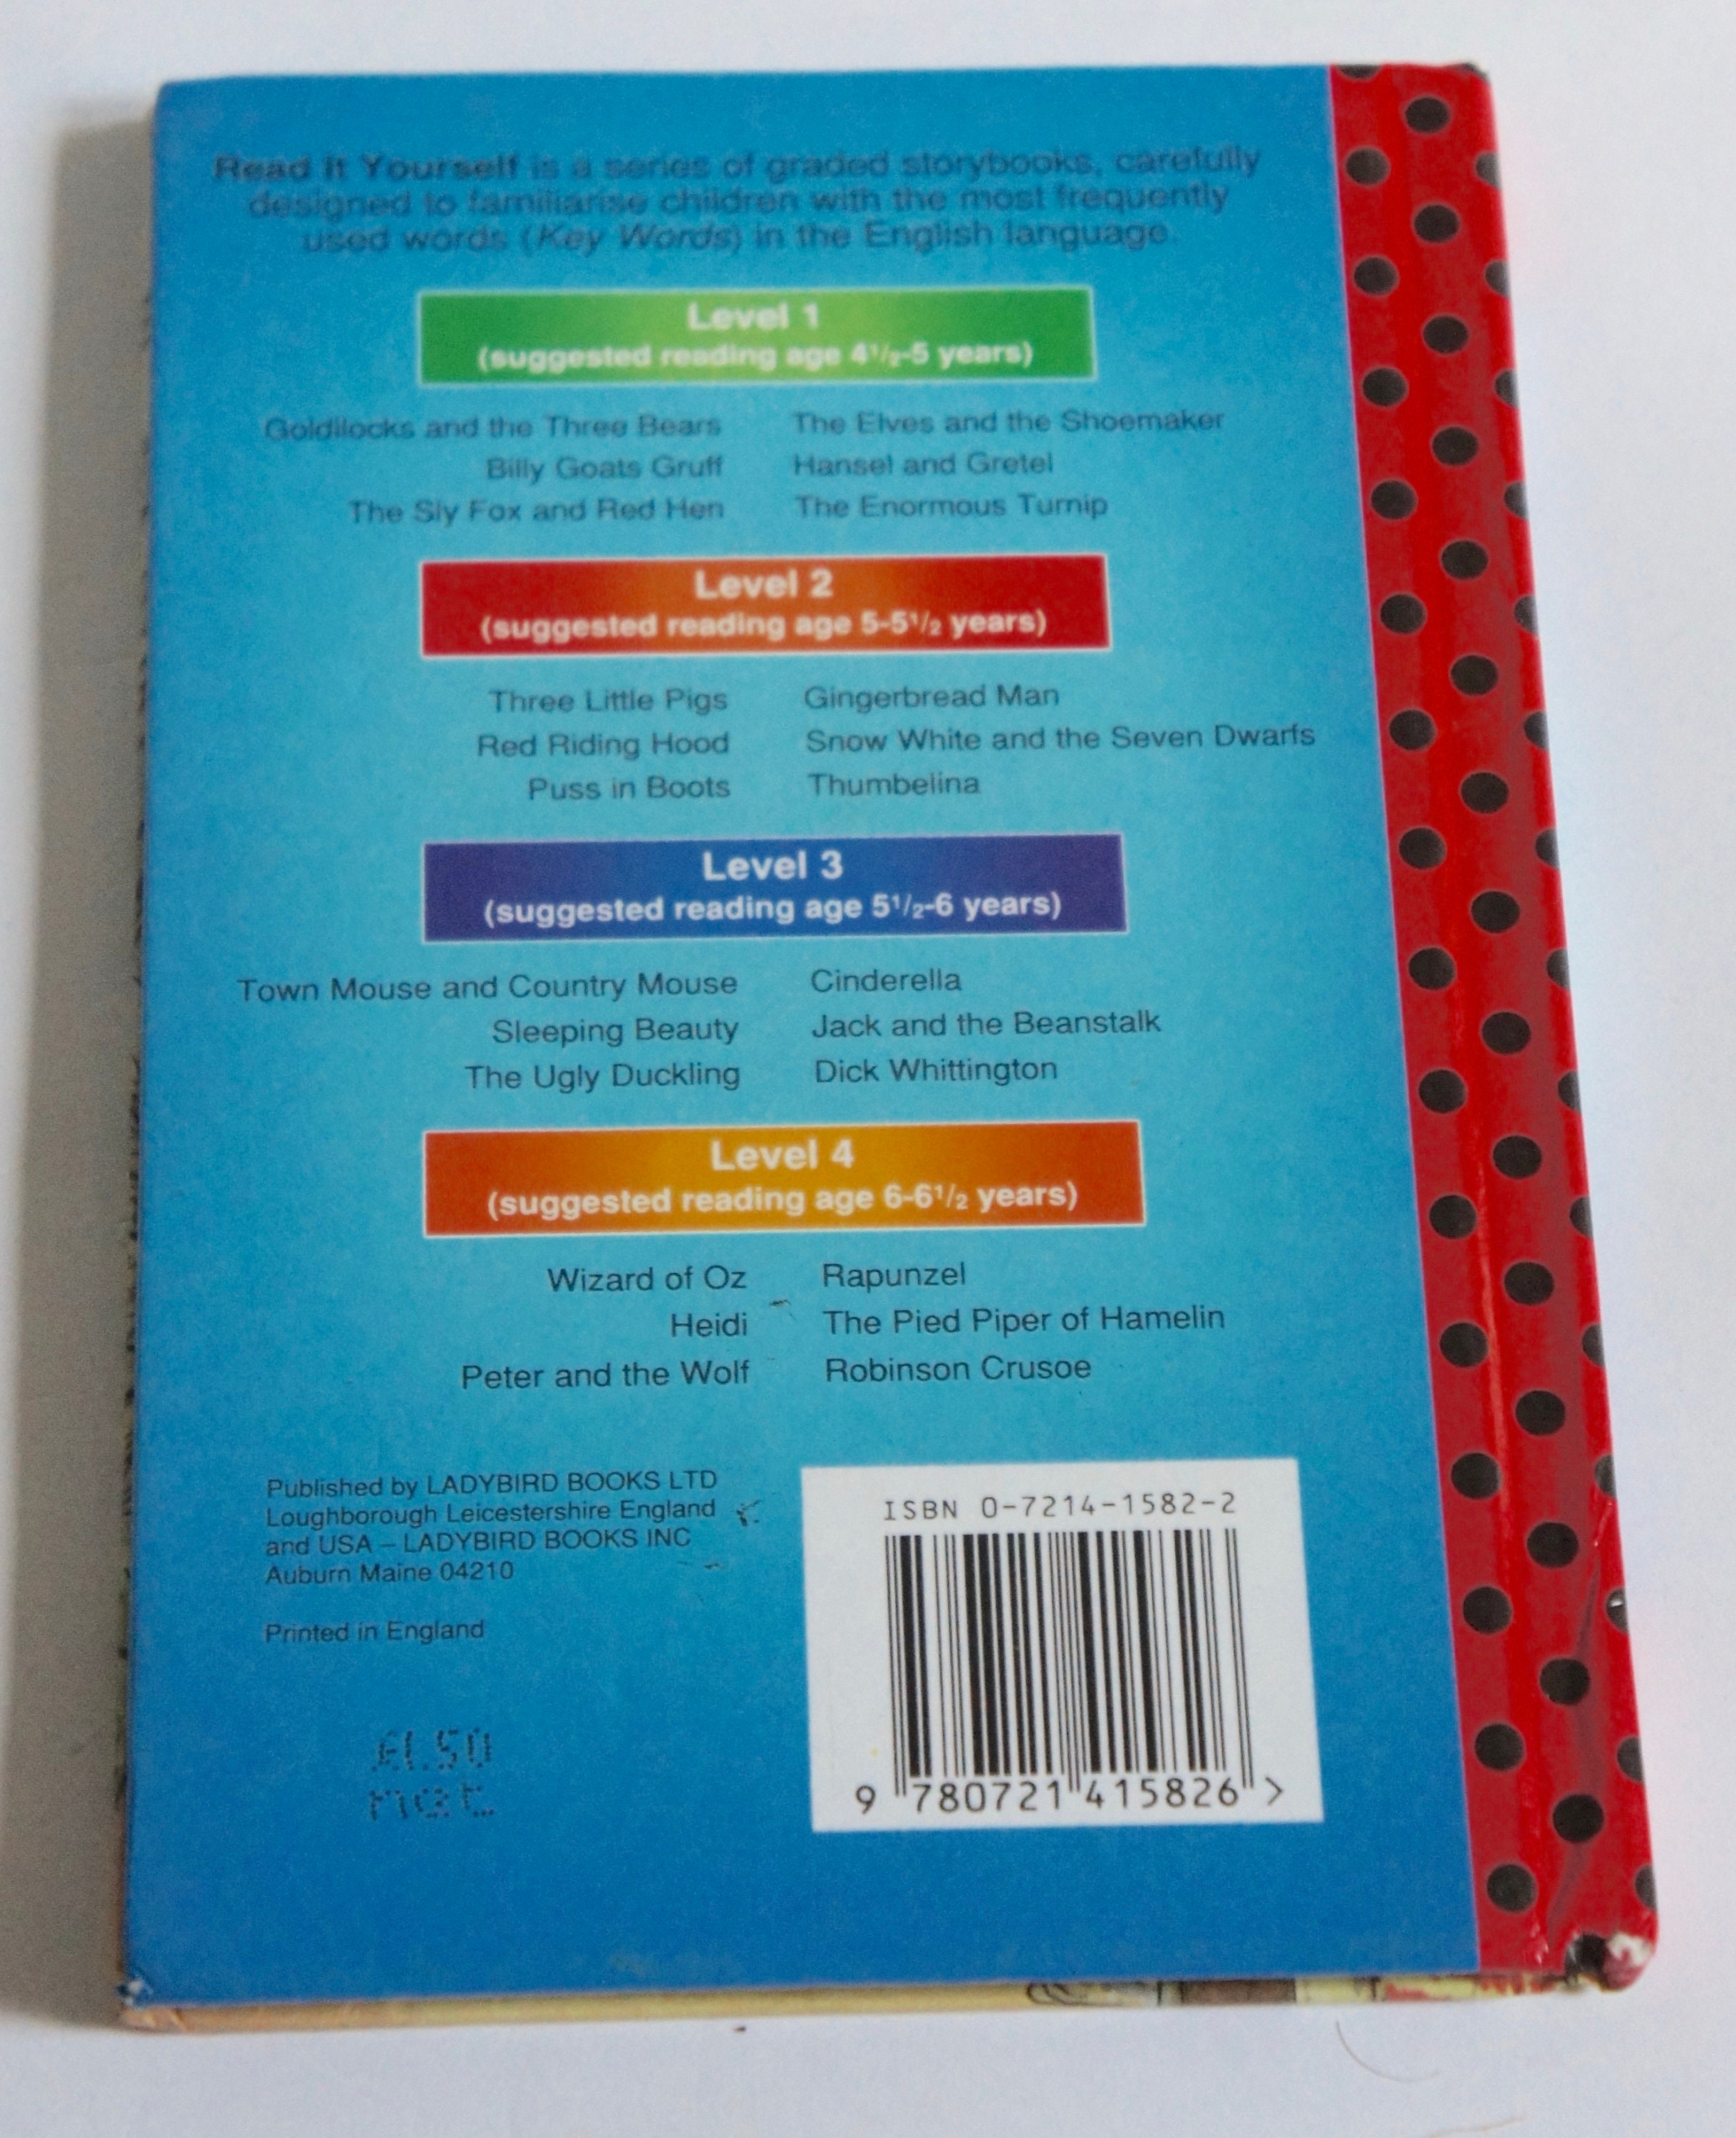 Read It Yourself is a series of graded storybooks, carefully
designed to familiarise children with the most frequently
used words (Key Words) in the English language.
Level 1
(suggested reading age 4½-5 years)
Goldilocks and the Three Bears
Billy Goats Gruff
The Sly Fox and Red Hen
The Elves and the Shoemaker
Hansel and Gretel
The Enormous Turnip
Level 2
(suggested reading age 5-5½ years)
Three Little Pigs
Red Riding Hood
Puss in Boots
Gingerbread Man
Snow White and the Seven Dwarfs
Thumbelina
Level 3
(suggested reading age 5½-6 years)
Town Mouse and Country Mouse
Sleeping Beauty
The Ugly Duckling
Cinderella
Jack and the Beanstalk
Dick Whittington
Level 4
(suggested reading age 6-6½ years)
Wizard of Oz
Heidi
Peter and the Wolf
Rapunzel
The Pied Piper of Hamelin
Robinson Crusoe
Published by LADYBIRD BOOKS LTD
Loughborough Leicestershire England
and USA – LADYBIRD BOOKS INC
Auburn Maine 04210
Printed in England
£1.50
net
ISBN 0-7214-1582-2
9 780721 415826 >